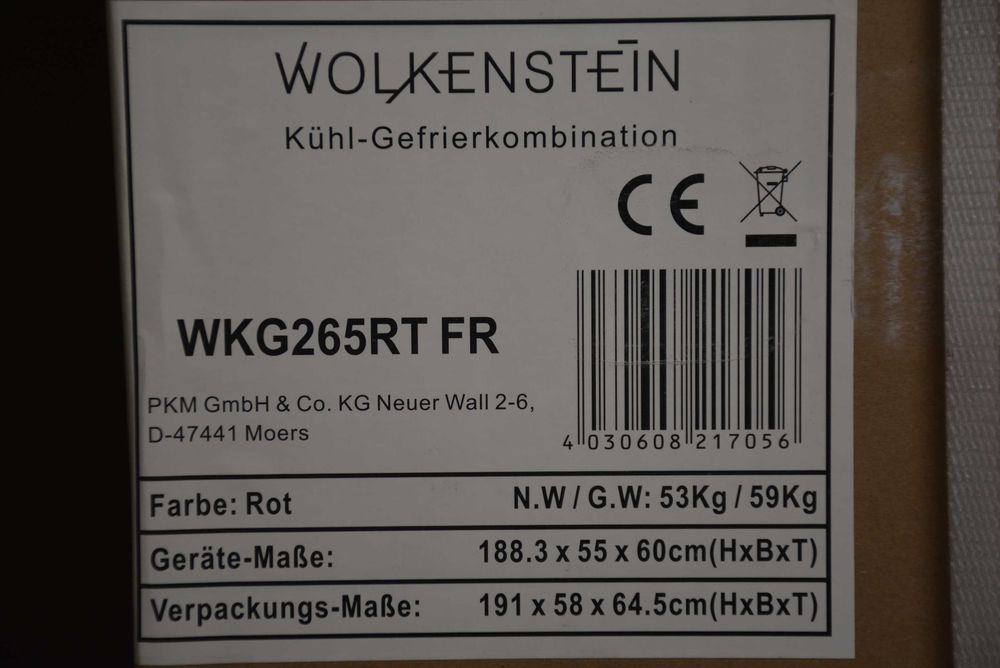 WOLKENSTEIN
Kühl-Gefrierkombination
CE
WKG265RT FR
PKM GmbH & Co. KG Neuer Wall 2-6,
D-47441 Moers
4 030608 217056
Farbe: Rot N.W / G.W: 53Kg / 59Kg
Geräte-Maße: 188.3 x 55 x 60cm(HxBxT)
Verpackungs-Maße: 191 x 58 x 64.5cm(HxBxT)